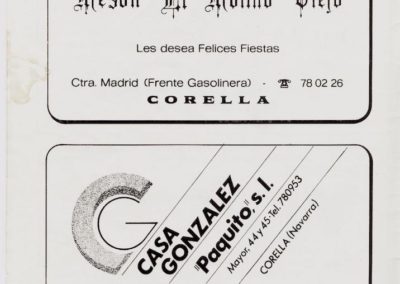 Mesón El Molino Viejo
Les desea Felices Fiestas
Ctra. Madrid (Frente Gasolinera) - ☎ 78 02 26
CORELLA
CG
CASA
GONZALEZ
"Paquito", s. l.
Mayor, 44 y 45 - Tel. 780953
CORELLA (Navarra)